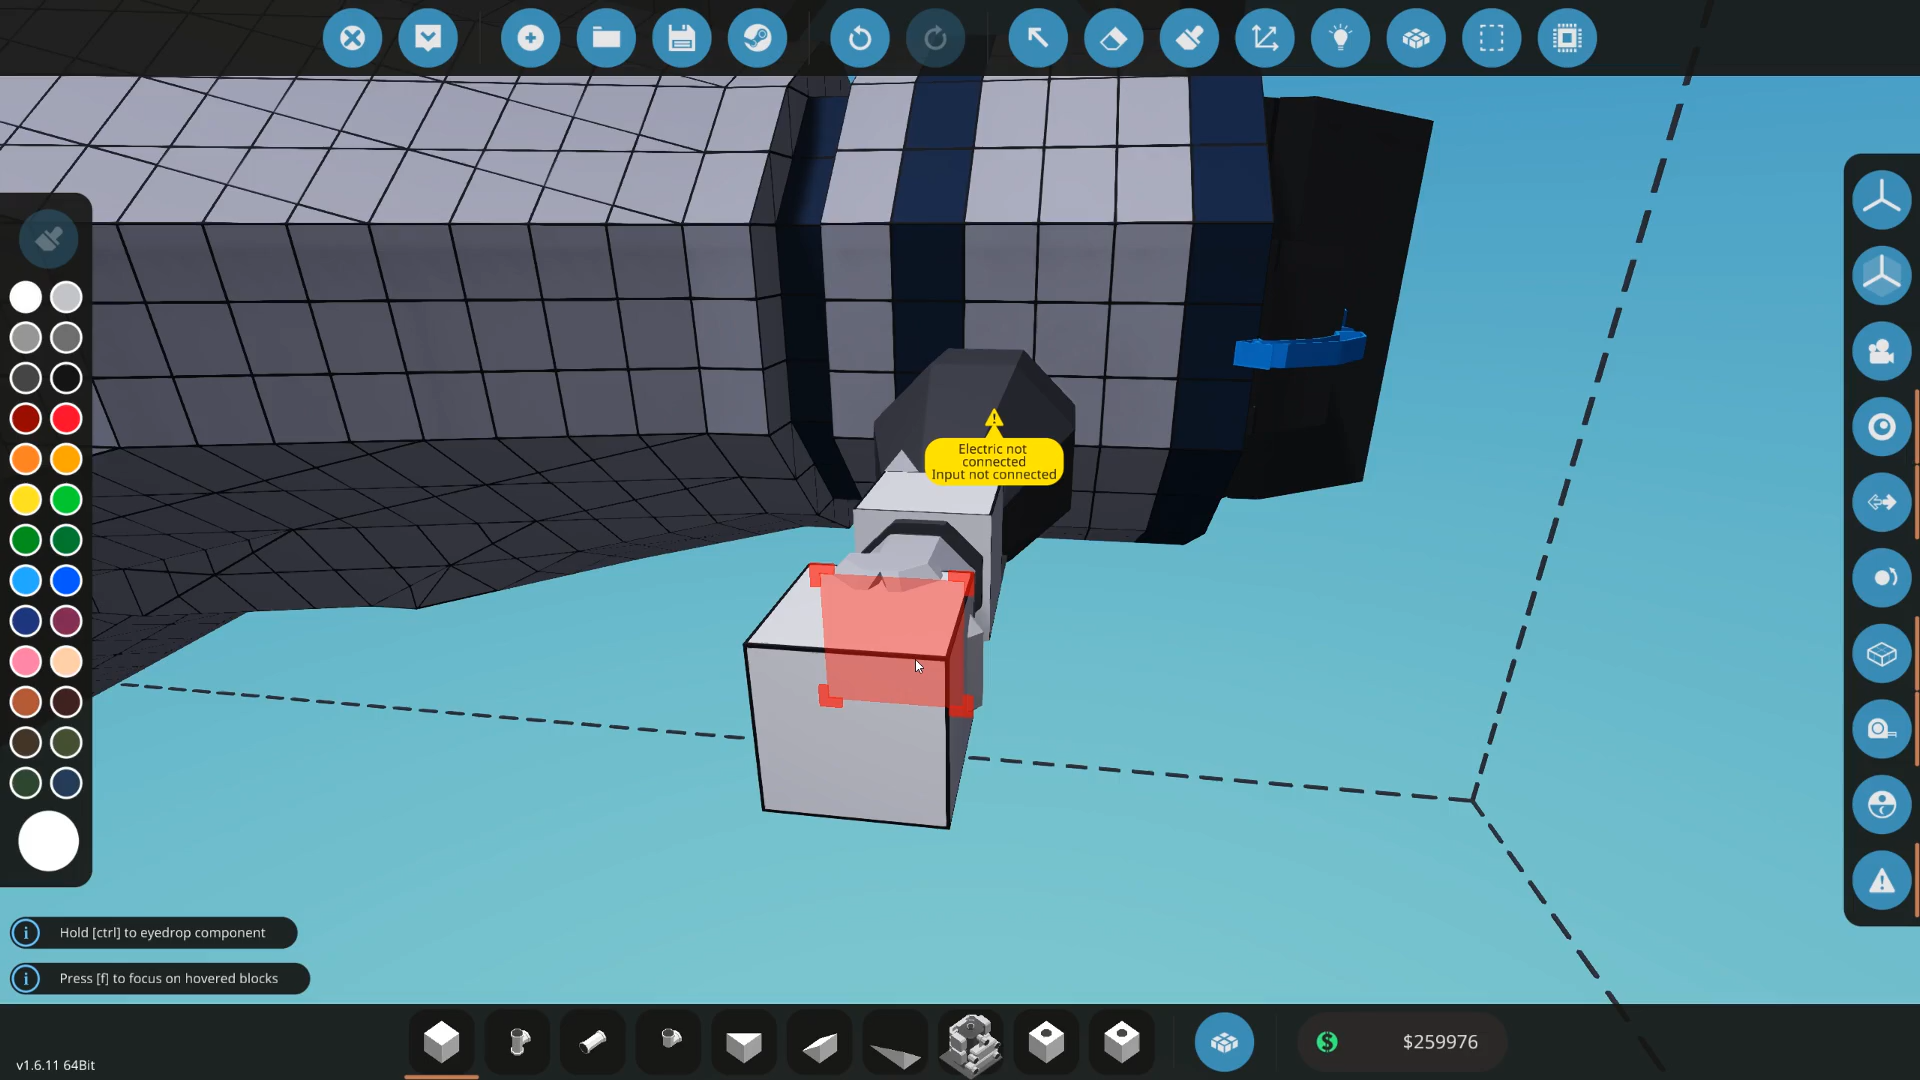 Electric not
connected
Input not connected
Hold [ctrl] to eyedrop component
Press [f] to focus on hovered blocks
v1.6.11 64Bit
$259976